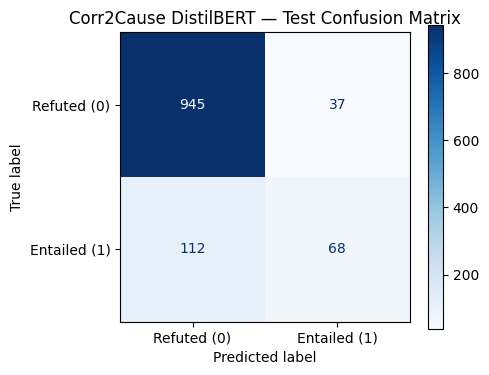 Corr2Cause DistilBERT — Test Confusion Matrix
True label
Refuted (0)
945
37
Entailed (1)
112
68
Refuted (0)
Entailed (1)
Predicted label
800
600
400
200